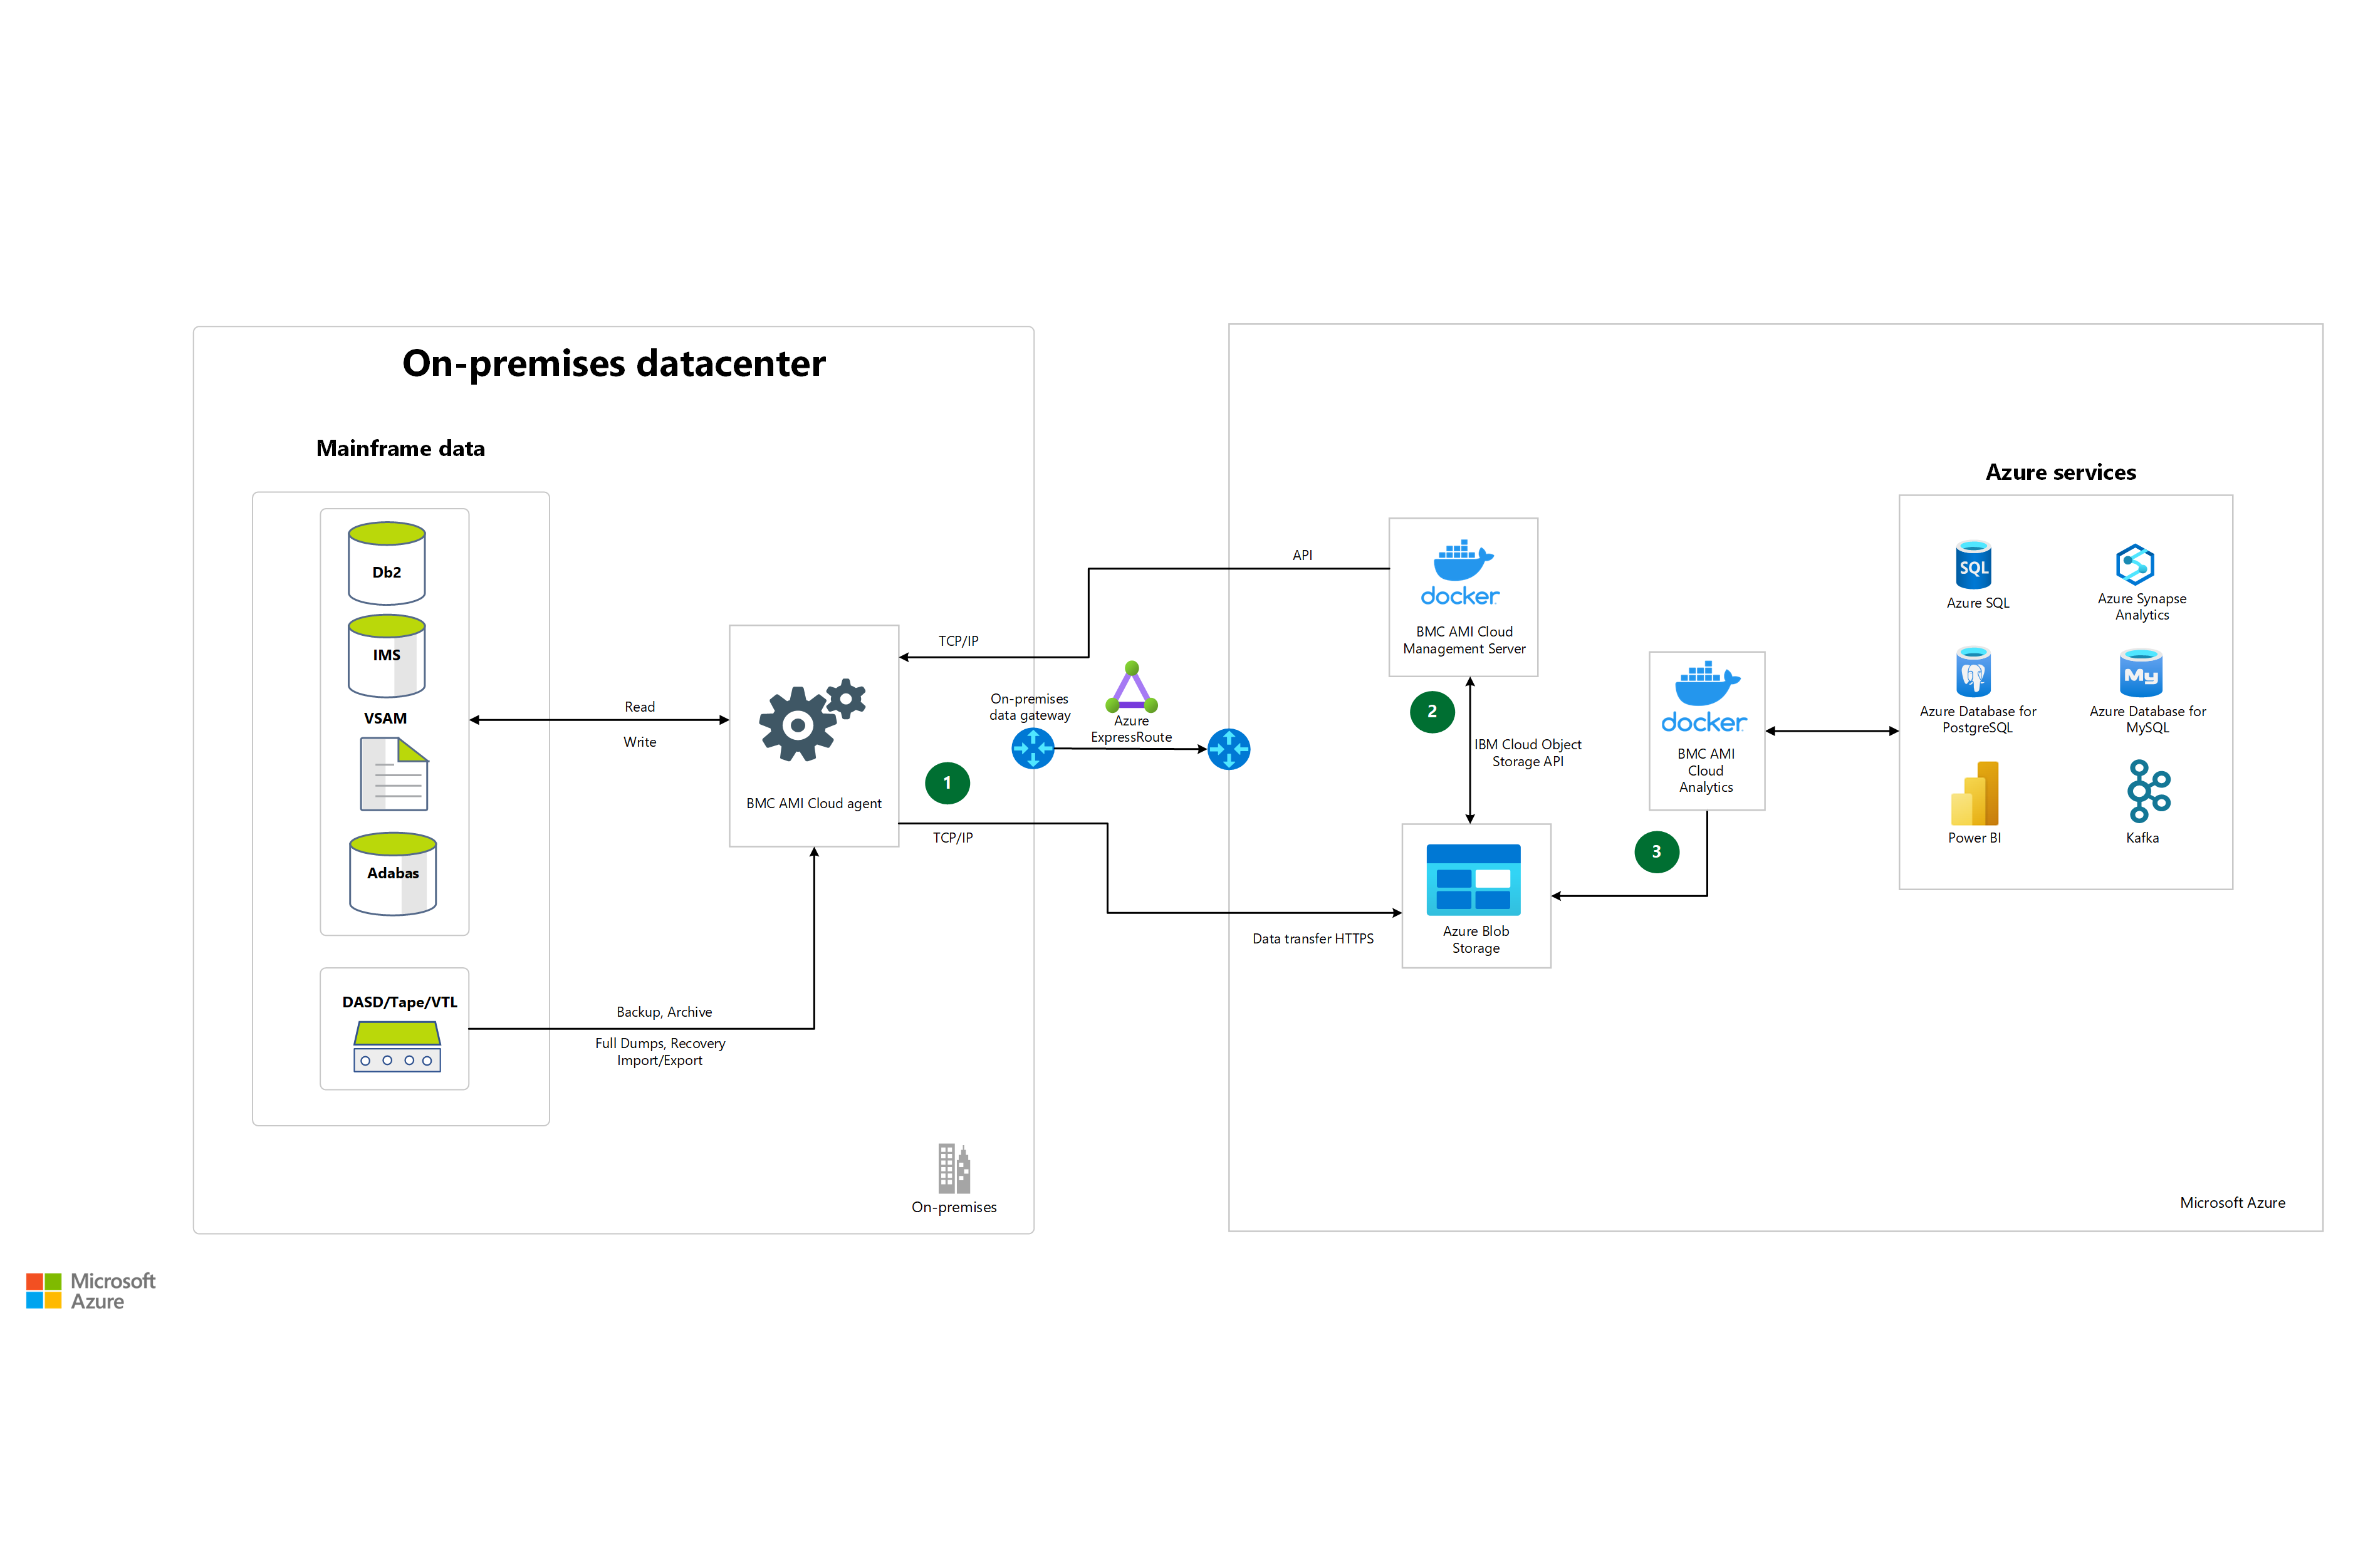 On-premises datacenter
Mainframe data
Db2
IMS
VSAM
Adabas
DASD/Tape/VTL
Read
Write
Backup, Archive
Full Dumps, Recovery
Import/Export
BMC AMI Cloud agent
1
TCP/IP
TCP/IP
On-premises
data gateway
Azure
ExpressRoute
On-premises
API
Data transfer HTTPS
docker
BMC AMI Cloud
Management Server
2
IBM Cloud Object
Storage API
Azure Blob
Storage
3
docker
BMC AMI
Cloud
Analytics
Azure services
SQL
Azure SQL
Azure Synapse
Analytics
Azure Database for
PostgreSQL
My
Azure Database for
MySQL
Power BI
Kafka
Microsoft Azure
Microsoft
Azure